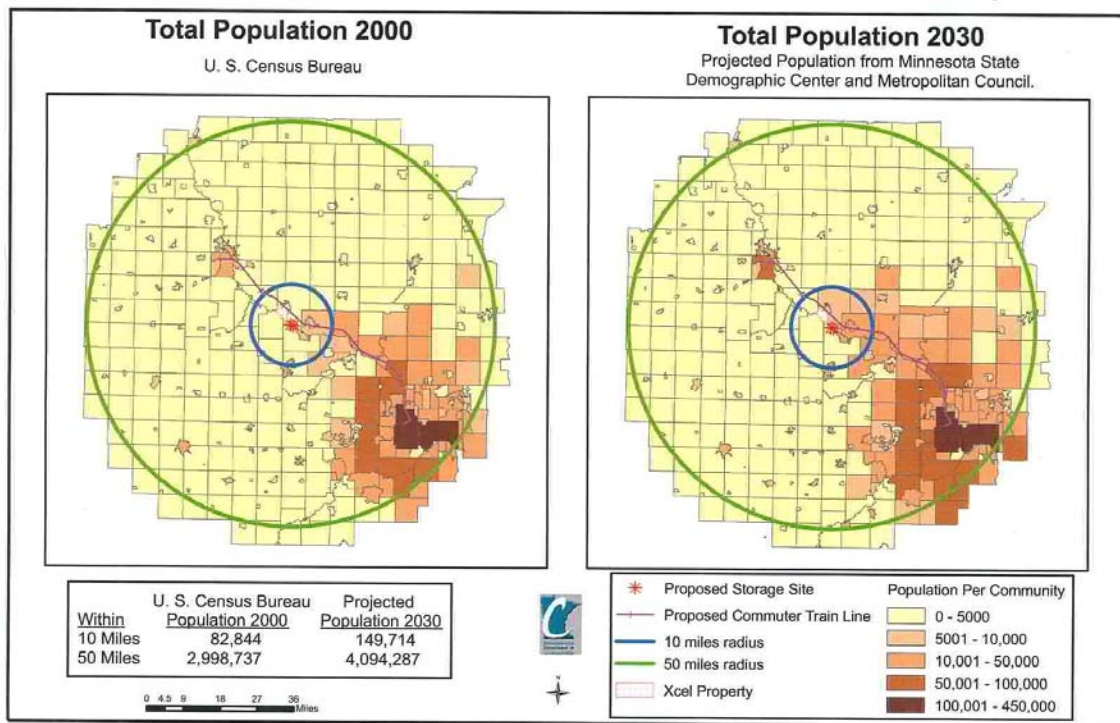 Total Population 2000
U. S. Census Bureau
Total Population 2030
Projected Population from Minnesota State
Demographic Center and Metropolitan Council.
U. S. Census Bureau Projected
Within Population 2000 Population 2030
10 Miles 82,844 149,714
50 Miles 2,998,737 4,094,287
0 4.5 9 18 27 36
Miles
C
N
Proposed Storage Site
Proposed Commuter Train Line
10 miles radius
50 miles radius
Xcel Property
Population Per Community
0 - 5000
5001 - 10,000
10,001 - 50,000
50,001 - 100,000
100,001 - 450,000